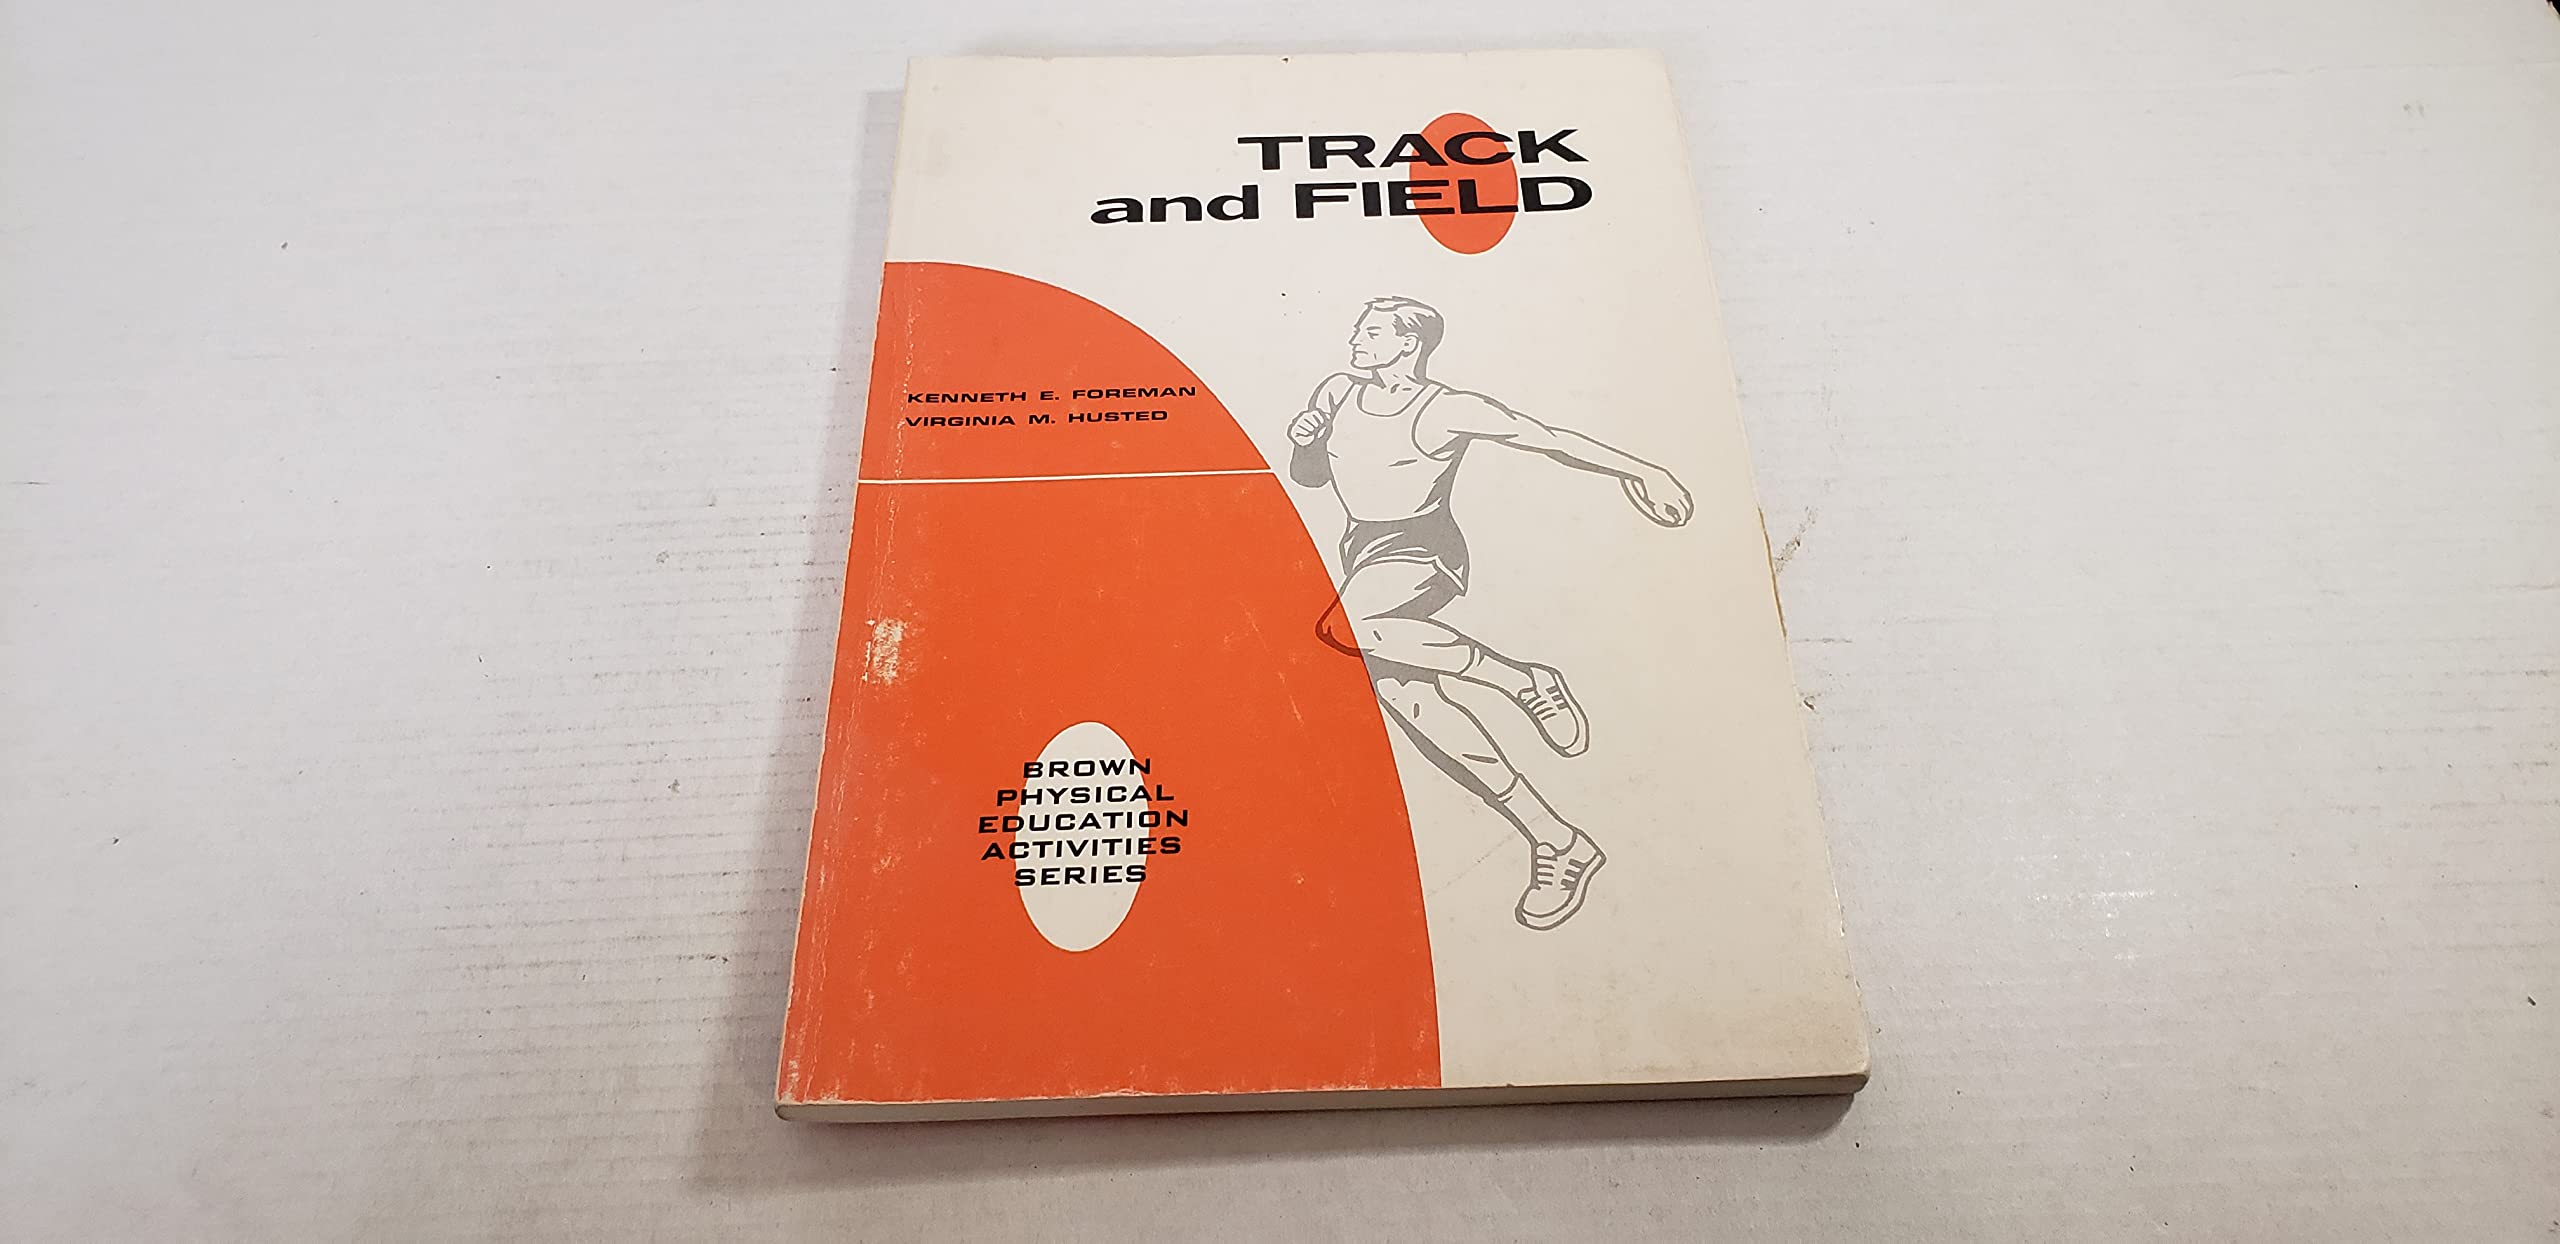 TRACK
and FIELD
KENNETH E. FOREMAN
VIRGINIA M. HUSTED
BROWN
PHYSICAL
EDUCATION
ACTIVITIES
SERIES